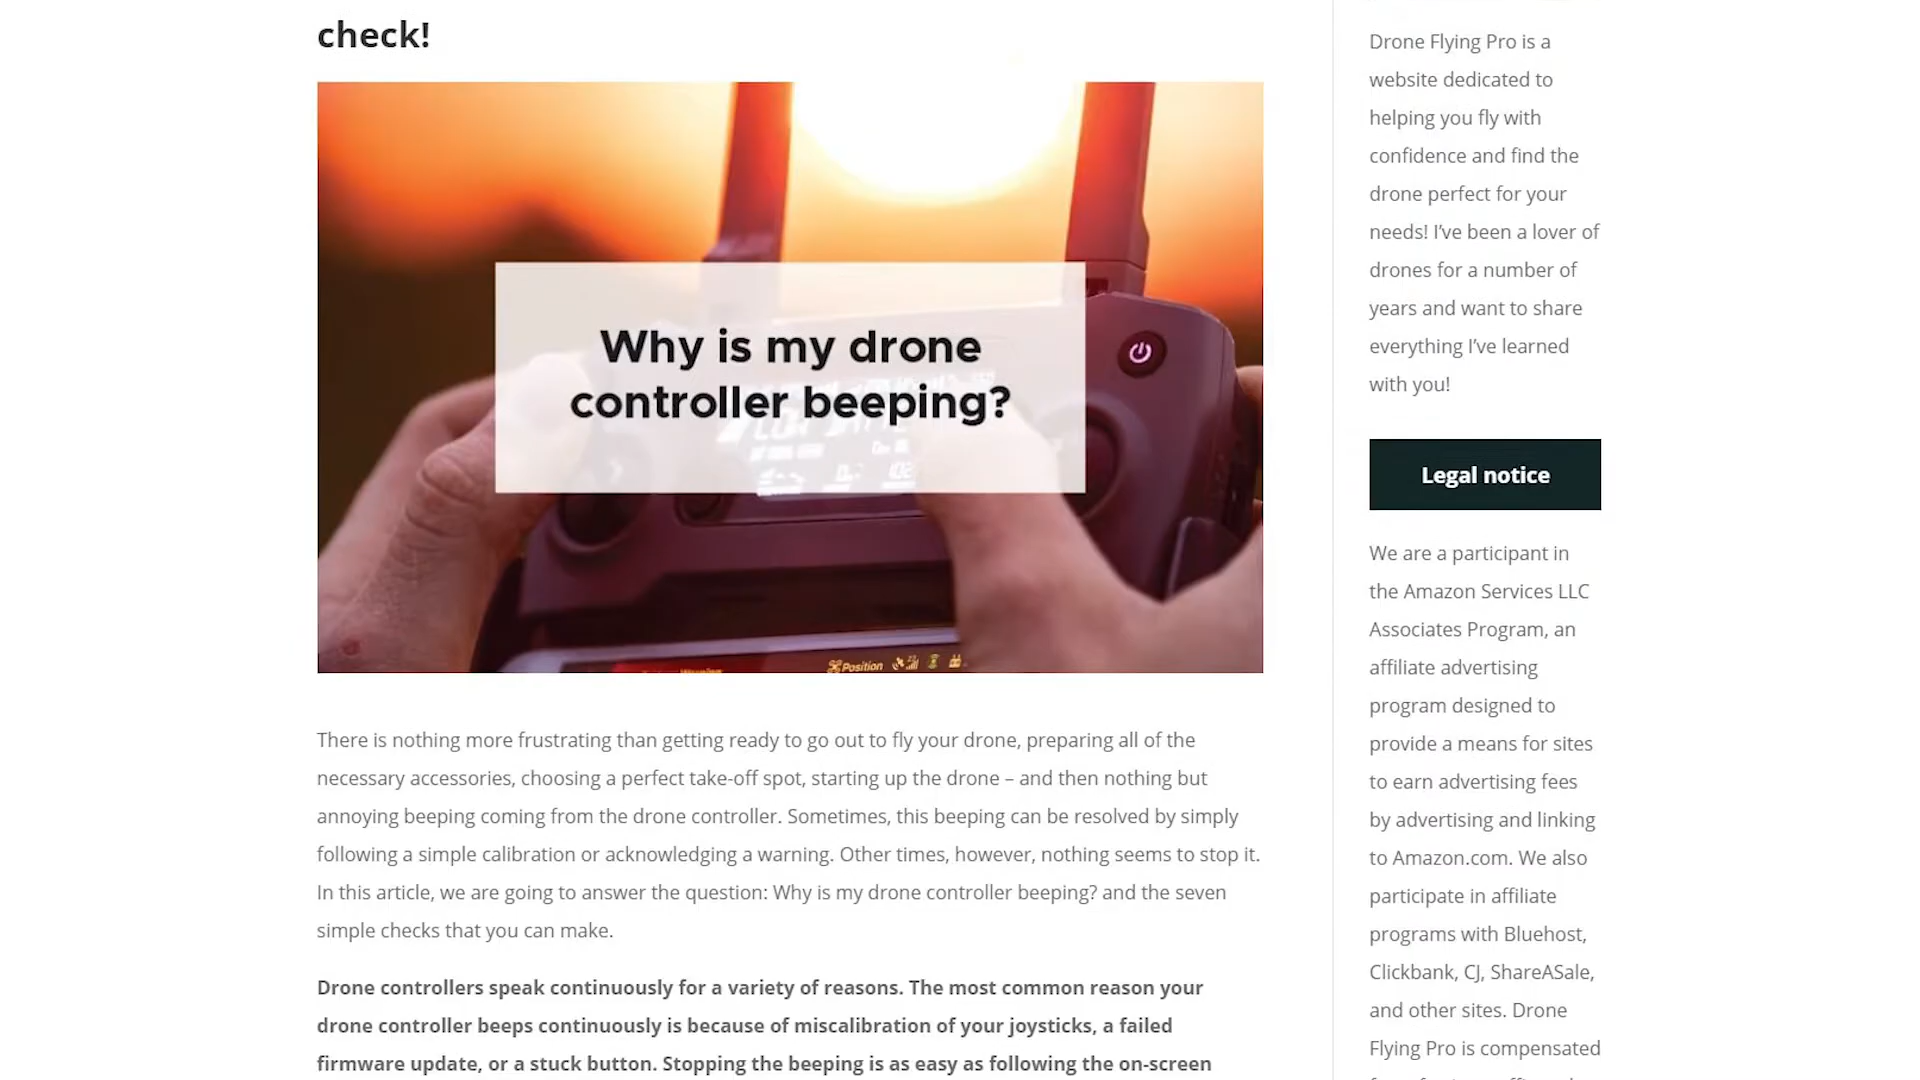 check!
Why is my drone
controller beeping?
Position
There is nothing more frustrating than getting ready to go out to fly your drone, preparing all of the
necessary accessories, choosing a perfect take-off spot, starting up the drone – and then nothing but
annoying beeping coming from the drone controller. Sometimes, this beeping can be resolved by simply
following a simple calibration or acknowledging a warning. Other times, however, nothing seems to stop it.
In this article, we are going to answer the question: Why is my drone controller beeping? and the seven
simple checks that you can make.
Drone controllers speak continuously for a variety of reasons. The most common reason your
drone controller beeps continuously is because of miscalibration of your joysticks, a failed
firmware update, or a stuck button. Stopping the beeping is as easy as following the on-screen
Drone Flying Pro is a
website dedicated to
helping you fly with
confidence and find the
drone perfect for your
needs! I’ve been a lover of
drones for a number of
years and want to share
everything I’ve learned
with you!
Legal notice
We are a participant in
the Amazon Services LLC
Associates Program, an
affiliate advertising
program designed to
provide a means for sites
to earn advertising fees
by advertising and linking
to Amazon.com. We also
participate in affiliate
programs with Bluehost,
Clickbank, CJ, ShareASale,
and other sites. Drone
Flying Pro is compensated